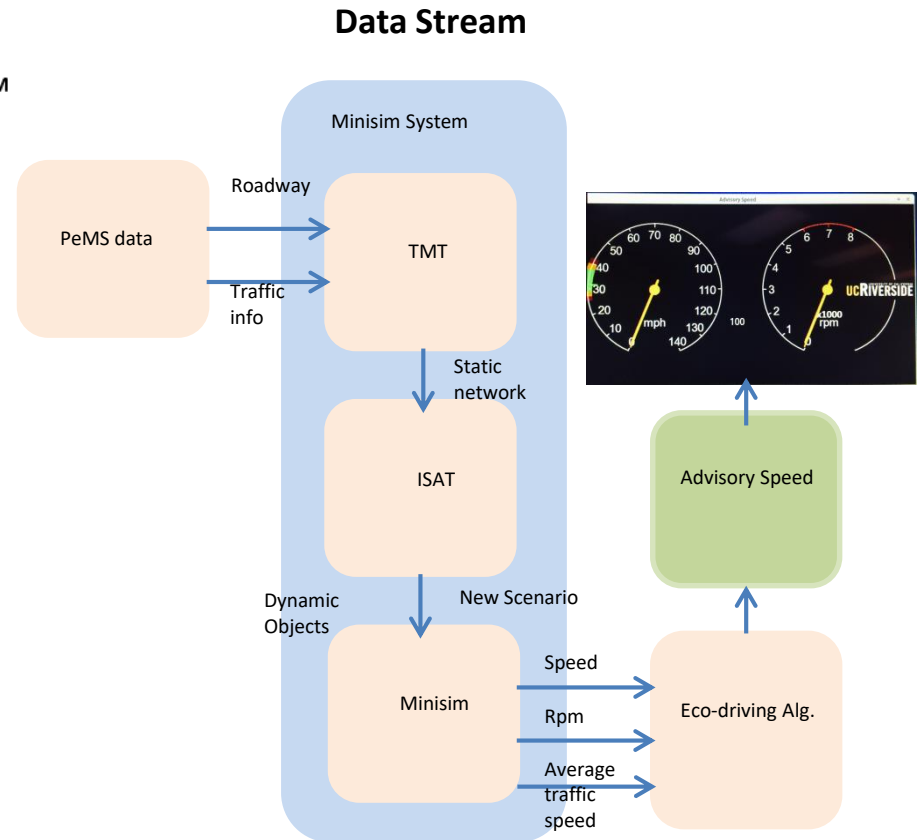 Data Stream
M
Minisim System
PeMS data
Roadway
Traffic
info
TMT
Static
network
ISAT
Dynamic
Objects
New Scenario
Minisim
Speed
Rpm
Average
traffic
speed
Eco-driving Alg.
Advisory Speed
Advisory Speed
0
10
20
30
40
50
60
70
80
90
100
110
120
130
140
mph
100
0
1
2
3
4
5
6
7
8
x1000
rpm
UCRIVERSIDE